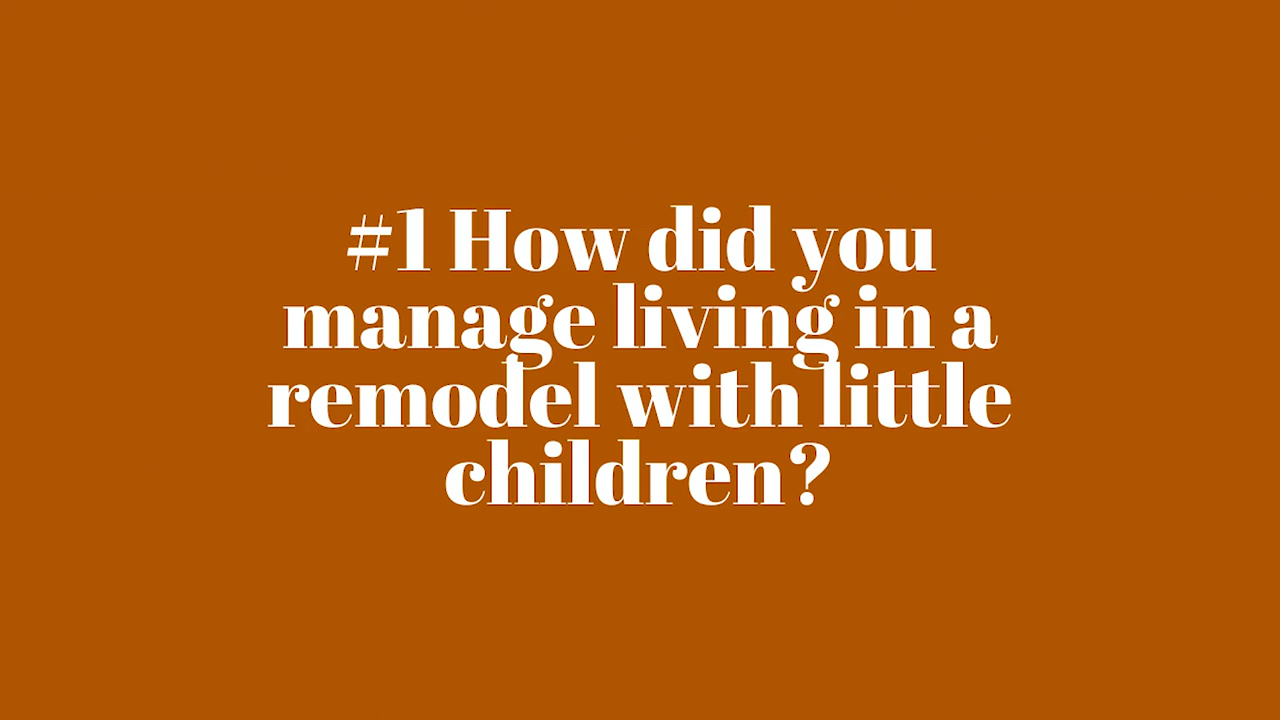 #1 How did you
manage living in a
remodel with little
children?